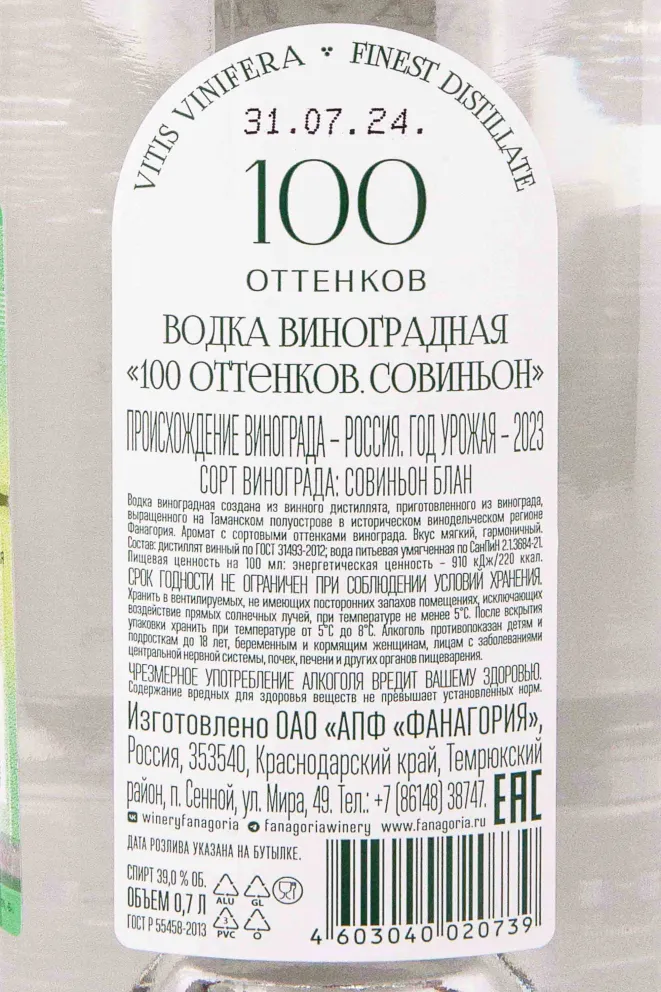 VITIS VINIFERA FINEST DISTILLATE
31.07.24.
100
ОТТЕНКОВ
ВОДКА ВИНОГРАДНАЯ
«100 ОТТеНКОВ. СОВИНЬОН»
ПРОИСХОЖДЕНИЕ ВИНОГРАДА – РОССИЯ. ГОД УРОЖАЯ – 2023
СОРТ ВИНОГРАДА: СОВИНЬОН БЛАН
Водка виноградная создана из винного дистиллята, приготовленного из винограда,
выращенного на Таманском полуострове в историческом винодельческом регионе
Фанагория. Аромат с сортовыми оттенками винограда. Вкус мягкий, гармоничный.
Состав: дистиллят винный по ГОСТ 31493-2012; вода питьевая умягченная по СанПиН 2.1.3684-21.
Пищевая ценность на 100 мл: энергетическая ценность – 910 кДж/220 ккал.
СРОК ГОДНОСТИ НЕ ОГРАНИЧЕН ПРИ СОБЛЮДЕНИИ УСЛОВИЙ ХРАНЕНИЯ.
Хранить в вентилируемых, не имеющих посторонних запахов помещениях, исключающих
воздействие прямых солнечных лучей, при температуре не менее 5°С. После вскрытия
упаковки хранить при температуре от 5°С до 8°С. Алкоголь противопоказан детям и
подросткам до 18 лет, беременным и кормящим женщинам, лицам с заболеваниями
центральной нервной системы, почек, печени и других органов пищеварения.
ЧРЕЗМЕРНОЕ УПОТРЕБЛЕНИЕ АЛКОГОЛЯ ВРЕДИТ ВАШЕМУ ЗДОРОВЬЮ.
Содержание вредных для здоровья веществ не превышает установленных норм.
Изготовлено ОАО «АПФ «ФАНАГОРИЯ»,
Россия, 353540, Краснодарский край, Темрюкский
район, п. Сенной, ул. Мира, 49. Тел.: +7 (86148) 38747. EAC
wineryfanagoria fanagoriawinery www.fanagoria.ru
ДАТА РОЗЛИВА УКАЗАНА НА БУТЫЛКЕ.
СПИРТ 39,0 % ОБ.
ALU GL
ОБЪЕМ 0,7 Л
ГОСТ Р 55458-2013
3 PVC O
4 603040 020739